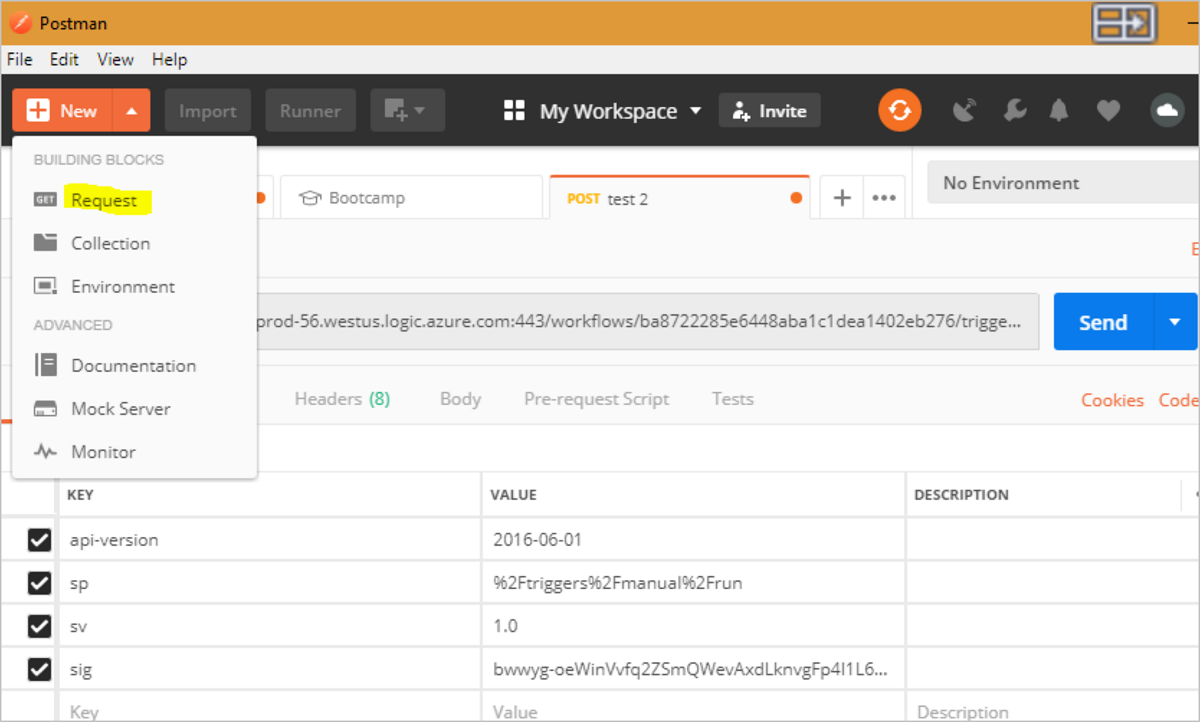 Postman
File Edit View Help
New Import Runner My Workspace Invite
BUILDING BLOCKS
GET Request
Collection
Environment
ADVANCED
Documentation
Mock Server
Monitor
Bootcamp POST test 2 ••• No Environment
prod-56.westus.logic.azure.com:443/workflows/ba8722285e6448aba1c1dea1402eb276/trigge... Send
Headers (8) Body Pre-request Script Tests Cookies Code
KEY VALUE DESCRIPTION
api-version 2016-06-01
sp %2Ftriggers%2Fmanual%2Frun
sv 1.0
sig bwwyg-oeWinVvfq2ZSmQWevAxdLknvgFp4I1L6...
Key Value Description